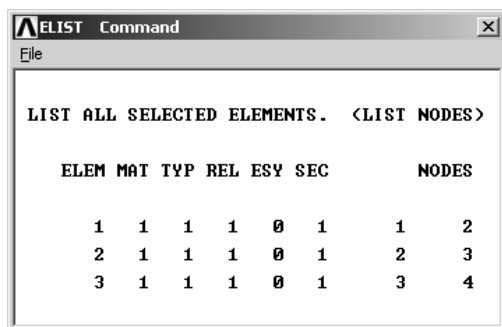 ELIST Command
File
LIST ALL SELECTED ELEMENTS. (LIST NODES)
ELEM MAT TYP REL ESY SEC NODES
1 1 1 1 0 1 1 2
2 1 1 1 0 1 2 3
3 1 1 1 0 1 3 4